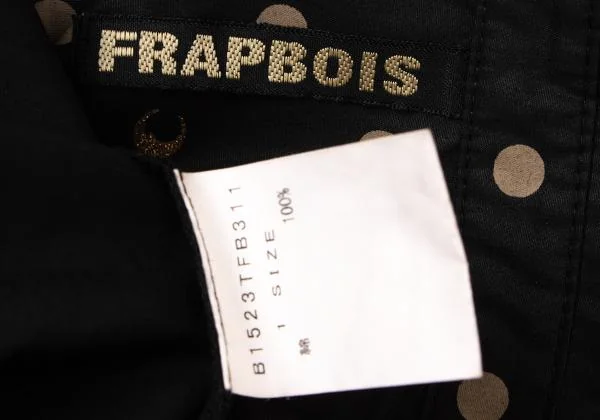 FRAPBOIS
B1523TFB311
1 SIZE
綿 100%